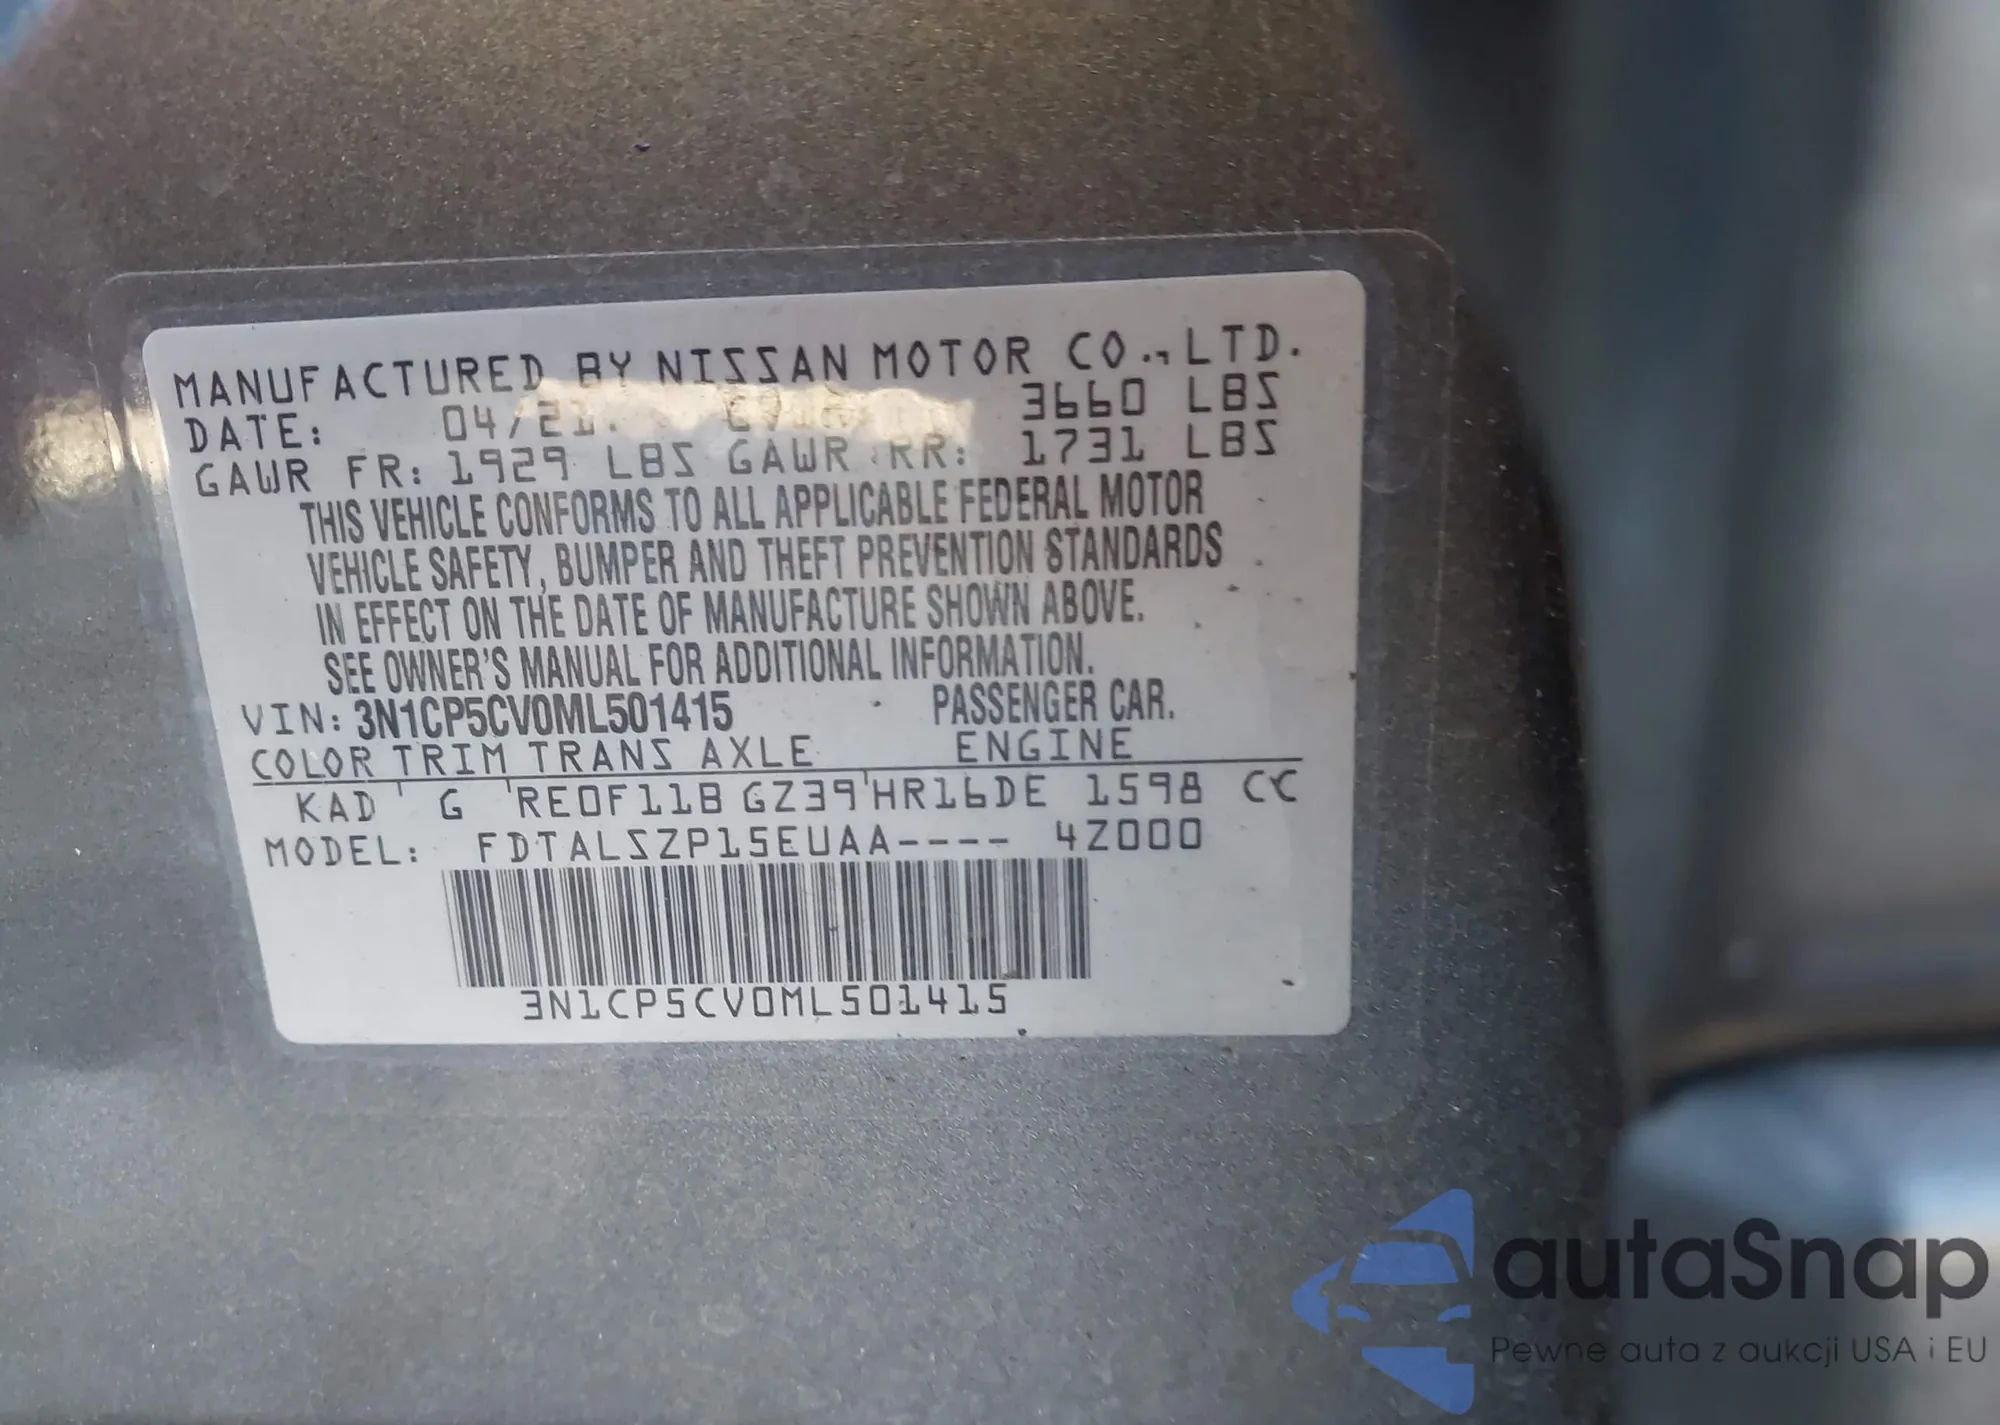 MANUFACTURED BY NISSAN MOTOR CO., LTD.
DATE: 04/21 3660 LBS
GAWR FR: 1929 LBS GAWR RR: 1731 LBS
THIS VEHICLE CONFORMS TO ALL APPLICABLE FEDERAL MOTOR
VEHICLE SAFETY, BUMPER AND THEFT PREVENTION STANDARDS
IN EFFECT ON THE DATE OF MANUFACTURE SHOWN ABOVE.
SEE OWNER'S MANUAL FOR ADDITIONAL INFORMATION.
VIN: 3N1CP5CV0ML501415 PASSENGER CAR.
COLOR TRIM TRANS AXLE ENGINE
KAD G RE0F11B GZ39 HR16DE 1598 CC
MODEL: FDTALSZP15EUAA---- 4Z000
3N1CP5CV0ML501415
autaSnap
Pewne auta z aukcji USA i EU